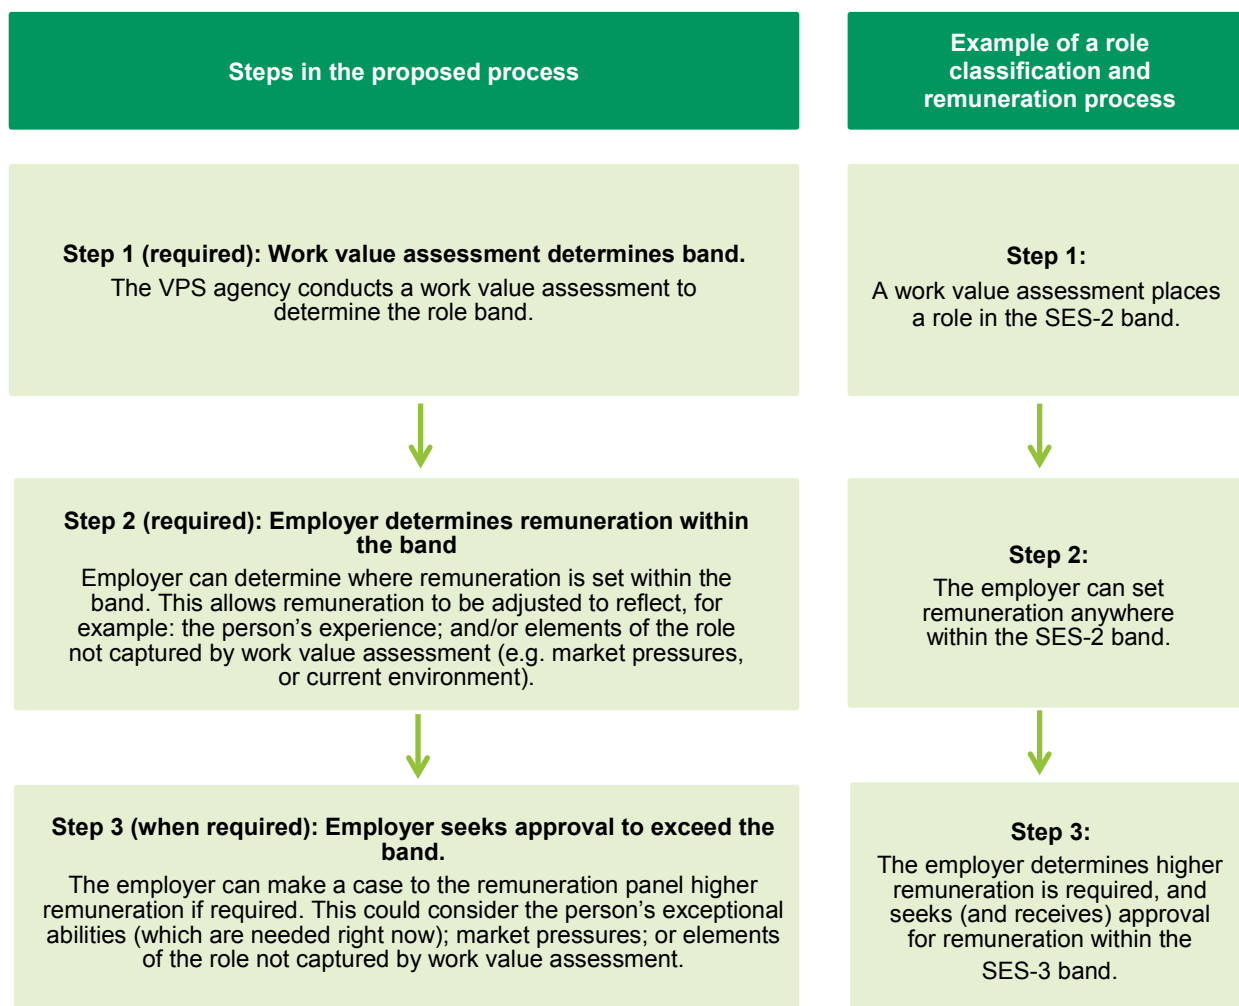 Steps in the proposed process
Example of a role
classification and
remuneration process
Step 1 (required): Work value assessment determines band.
The VPS agency conducts a work value assessment to
determine the role band.
Step 1:
A work value assessment places
a role in the SES-2 band.
Step 2 (required): Employer determines remuneration within
the band
Employer can determine where remuneration is set within the
band. This allows remuneration to be adjusted to reflect, for
example: the person’s experience; and/or elements of the role
not captured by work value assessment (e.g. market pressures,
or current environment).
Step 2:
The employer can set
remuneration anywhere
within the SES-2 band.
Step 3 (when required): Employer seeks approval to exceed the
band.
The employer can make a case to the remuneration panel higher
remuneration if required. This could consider the person’s exceptional
abilities (which are needed right now); market pressures; or elements
of the role not captured by work value assessment.
Step 3:
The employer determines higher
remuneration is required, and
seeks (and receives) approval
for remuneration within the
SES-3 band.